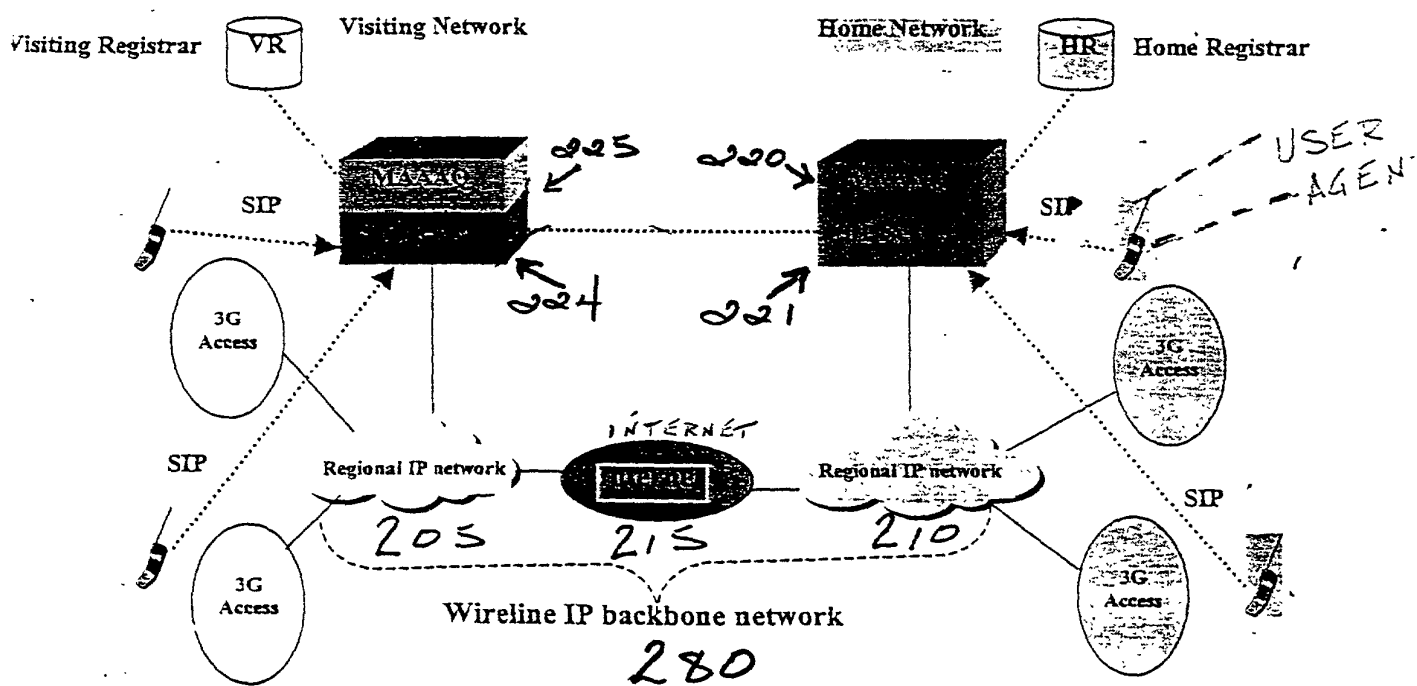 Visiting Registrar
VR
Visiting Network
Home Network
HR
Home Registrar
225
220
USER
AGEN
MAAAQ
SIP
SIP
224
221
3G
Access
3G
Access
INTERNET
SIP
Regional IP network
Regional IP network
SIP
205
215
210
3G
Access
3G
Access
Wireline IP backbone network
280